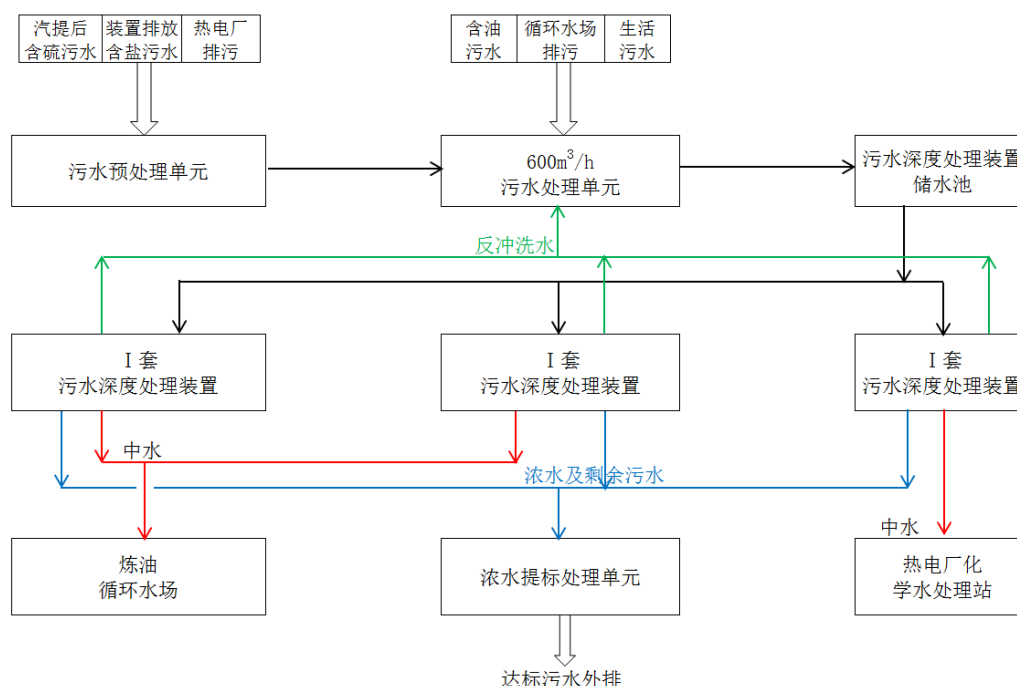 汽提后
含硫污水
装置排放
含盐污水
热电厂
排污
含油
污水
循环水场
排污
生活
污水
污水预处理单元
600m³/h
污水处理单元
污水深度处理装置
储水池
反冲洗水
I套
污水深度处理装置
I套
污水深度处理装置
I套
污水深度处理装置
中水
浓水及剩余污水
中水
炼油
循环水场
浓水提标处理单元
热电厂化
学水处理站
达标污水外排